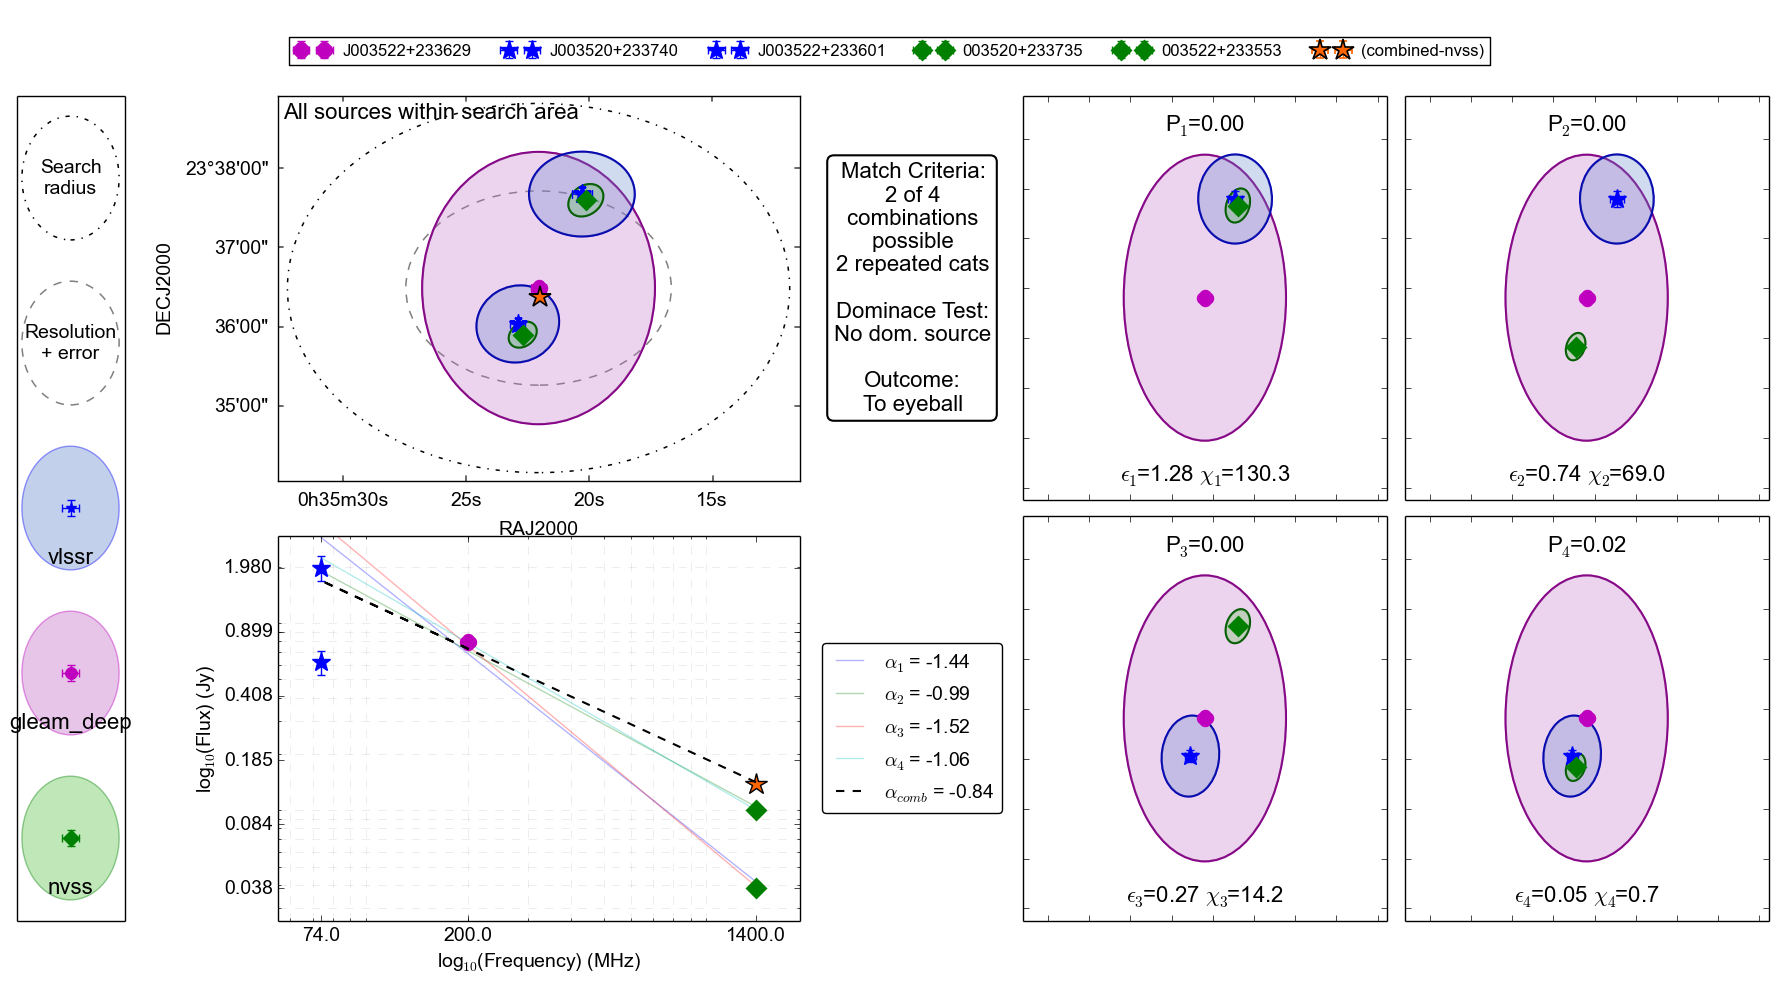 J003522+233629 J003520+233740 J003522+233601 003520+233735 003522+233553 (combined-nvss)
Search
radius
Resolution
+ error
vlssr
gleam_deep
nvss
All sources within search area
DECJ2000
23°38'00"
37'00"
36'00"
35'00"
0h35m30s 25s 20s 15s
RAJ2000
log10(Flux) (Jy)
1.980
0.899
0.408
0.185
0.084
0.038
74.0 200.0 1400.0
log10(Frequency) (MHz)
Match Criteria:
2 of 4
combinations
possible
2 repeated cats
Dominace Test:
No dom. source
Outcome:
To eyeball
α1 = -1.44
α2 = -0.99
α3 = -1.52
α4 = -1.06
αcomb = -0.84
P1=0.00
ϵ1=1.28 χ1=130.3
P2=0.00
ϵ2=0.74 χ2=69.0
P3=0.00
ϵ3=0.27 χ3=14.2
P4=0.02
ϵ4=0.05 χ4=0.7